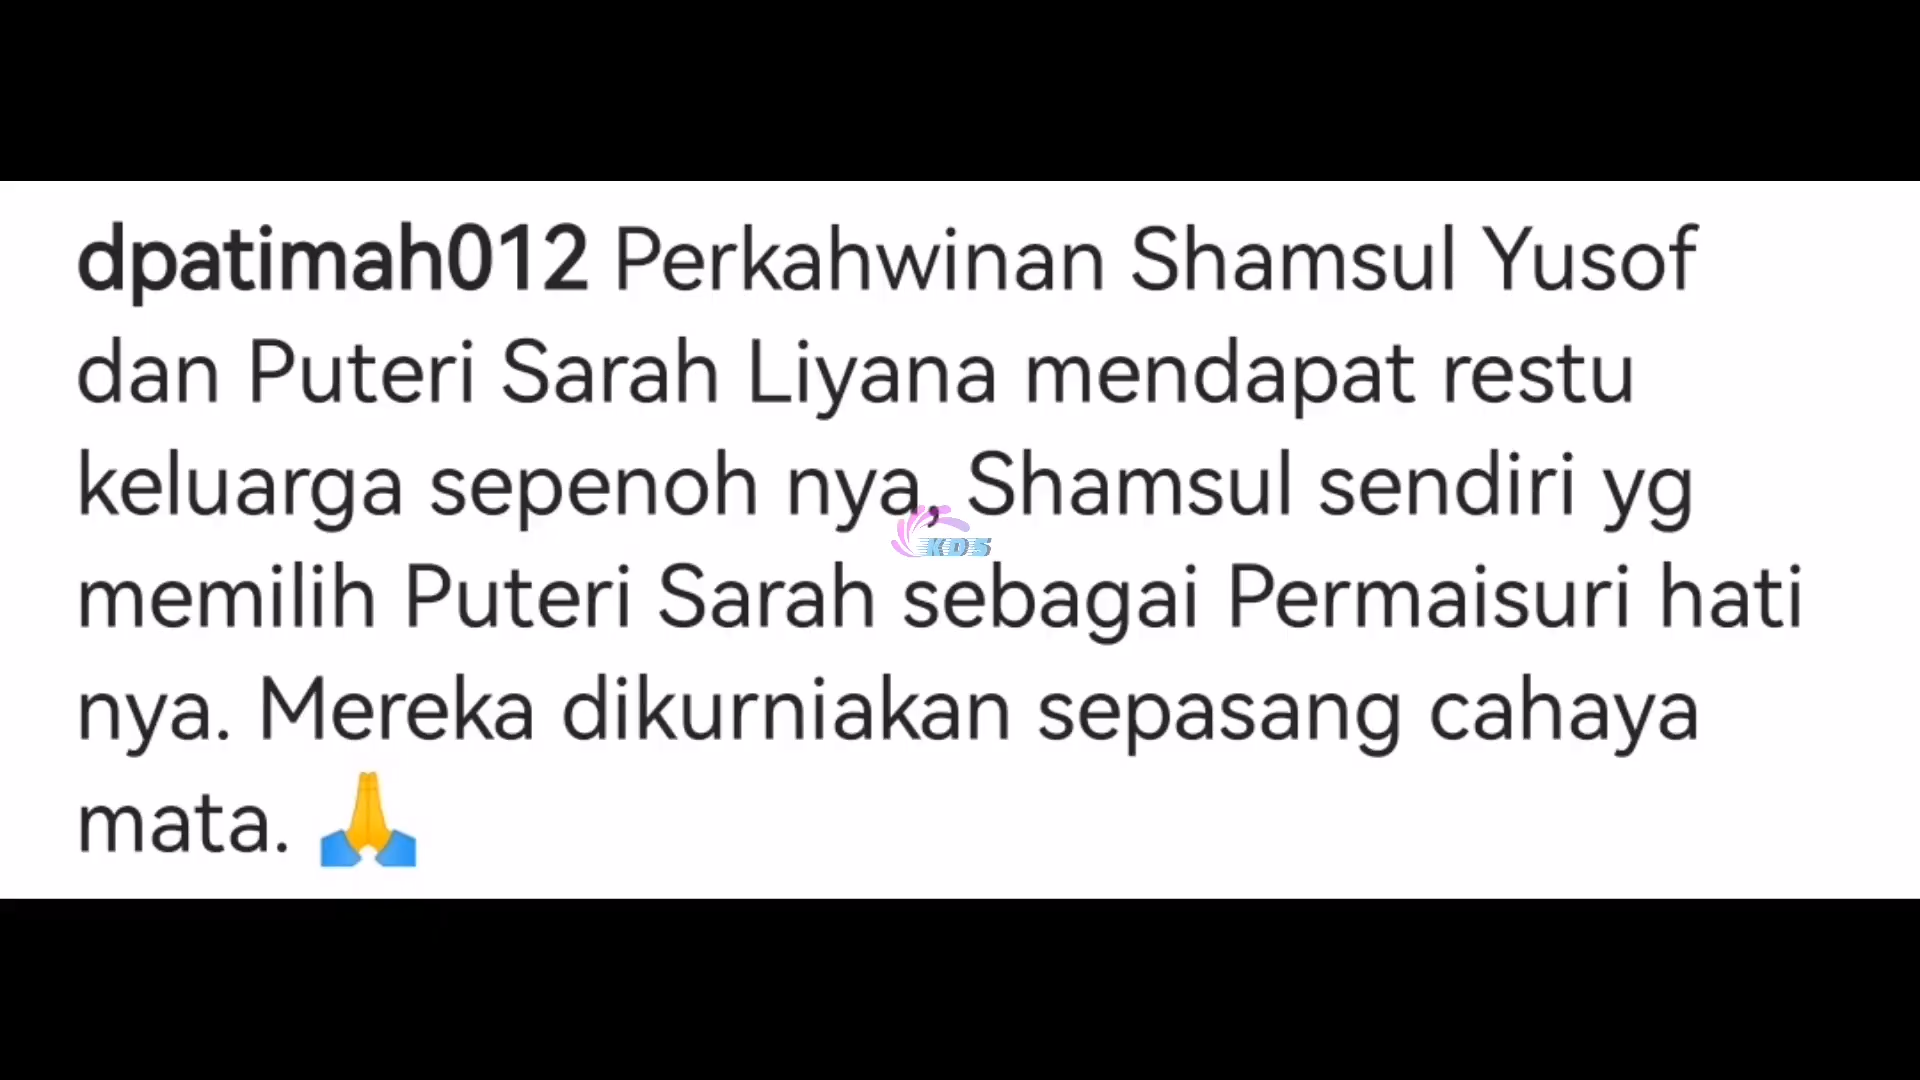 dpatimah012 Perkahwinan Shamsul Yusof
dan Puteri Sarah Liyana mendapat restu
keluarga sepenoh nya, Shamsul sendiri yg
KDS
memilih Puteri Sarah sebagai Permaisuri hati
nya. Mereka dikurniakan sepasang cahaya
mata. 🙏